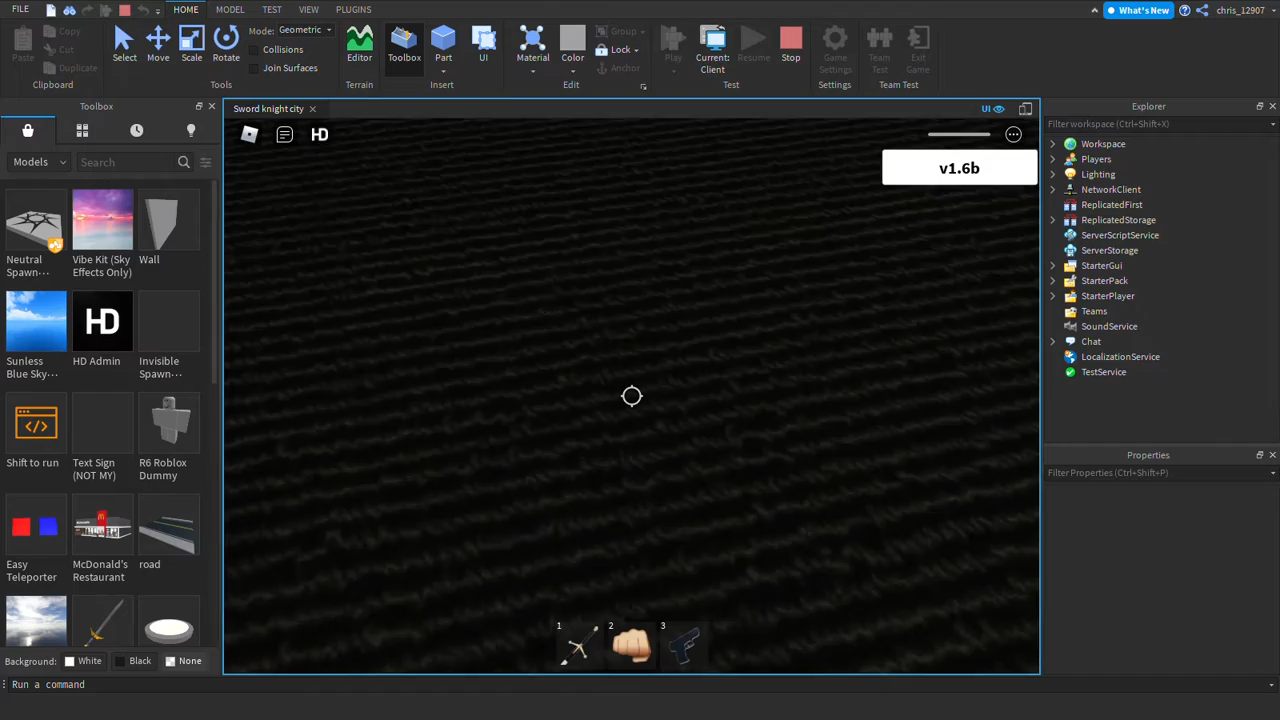 FILE HOME MODEL TEST VIEW PLUGINS What's New chris_12907
Paste Copy Cut Duplicate Select Move Scale Rotate Mode: Geometric Collisions Join Surfaces Editor Toolbox Part UI Material Color Group Lock Anchor Play Current: Client Resume Stop Game Settings Team Test Exit Game
Clipboard Tools Terrain Insert Edit Test Settings Team Test
Toolbox
Sword knight city
UI
Explorer
Filter workspace (Ctrl+Shift+X)
Models Search
HD
v1.6b
Workspace
Players
Lighting
NetworkClient
ReplicatedFirst
ReplicatedStorage
ServerScriptService
ServerStorage
StarterGui
StarterPack
StarterPlayer
Teams
SoundService
Chat
LocalizationService
TestService
Neutral Spawn... Vibe Kit (Sky Effects Only) Wall
HD
Sunless Blue Sky... HD Admin Invisible Spawn...
Shift to run Text Sign (NOT MY) R6 Roblox Dummy
Easy Teleporter McDonald's Restaurant road
Properties
Filter Properties (Ctrl+Shift+P)
1 2 3
Background: White Black None
Run a command